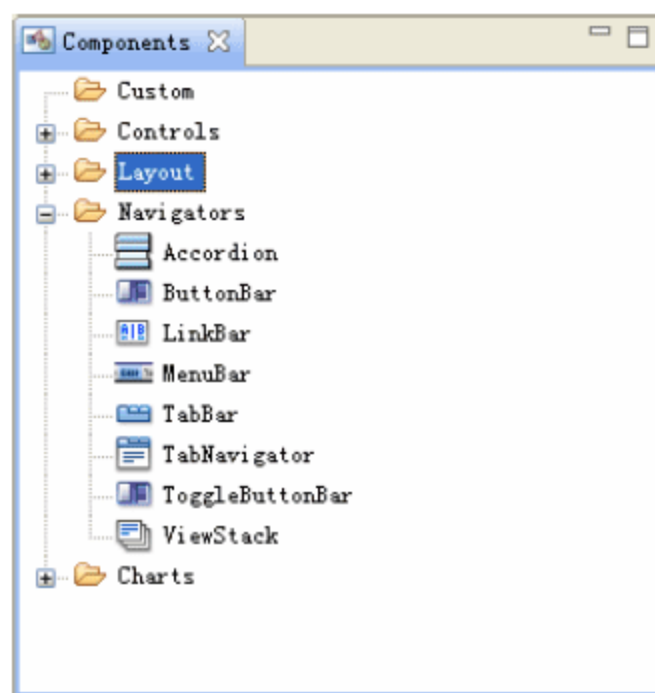 Components
Custom
Controls
Layout
Navigators
Accordion
ButtonBar
LinkBar
MenuBar
TabBar
TabNavigator
ToggleButtonBar
ViewStack
Charts